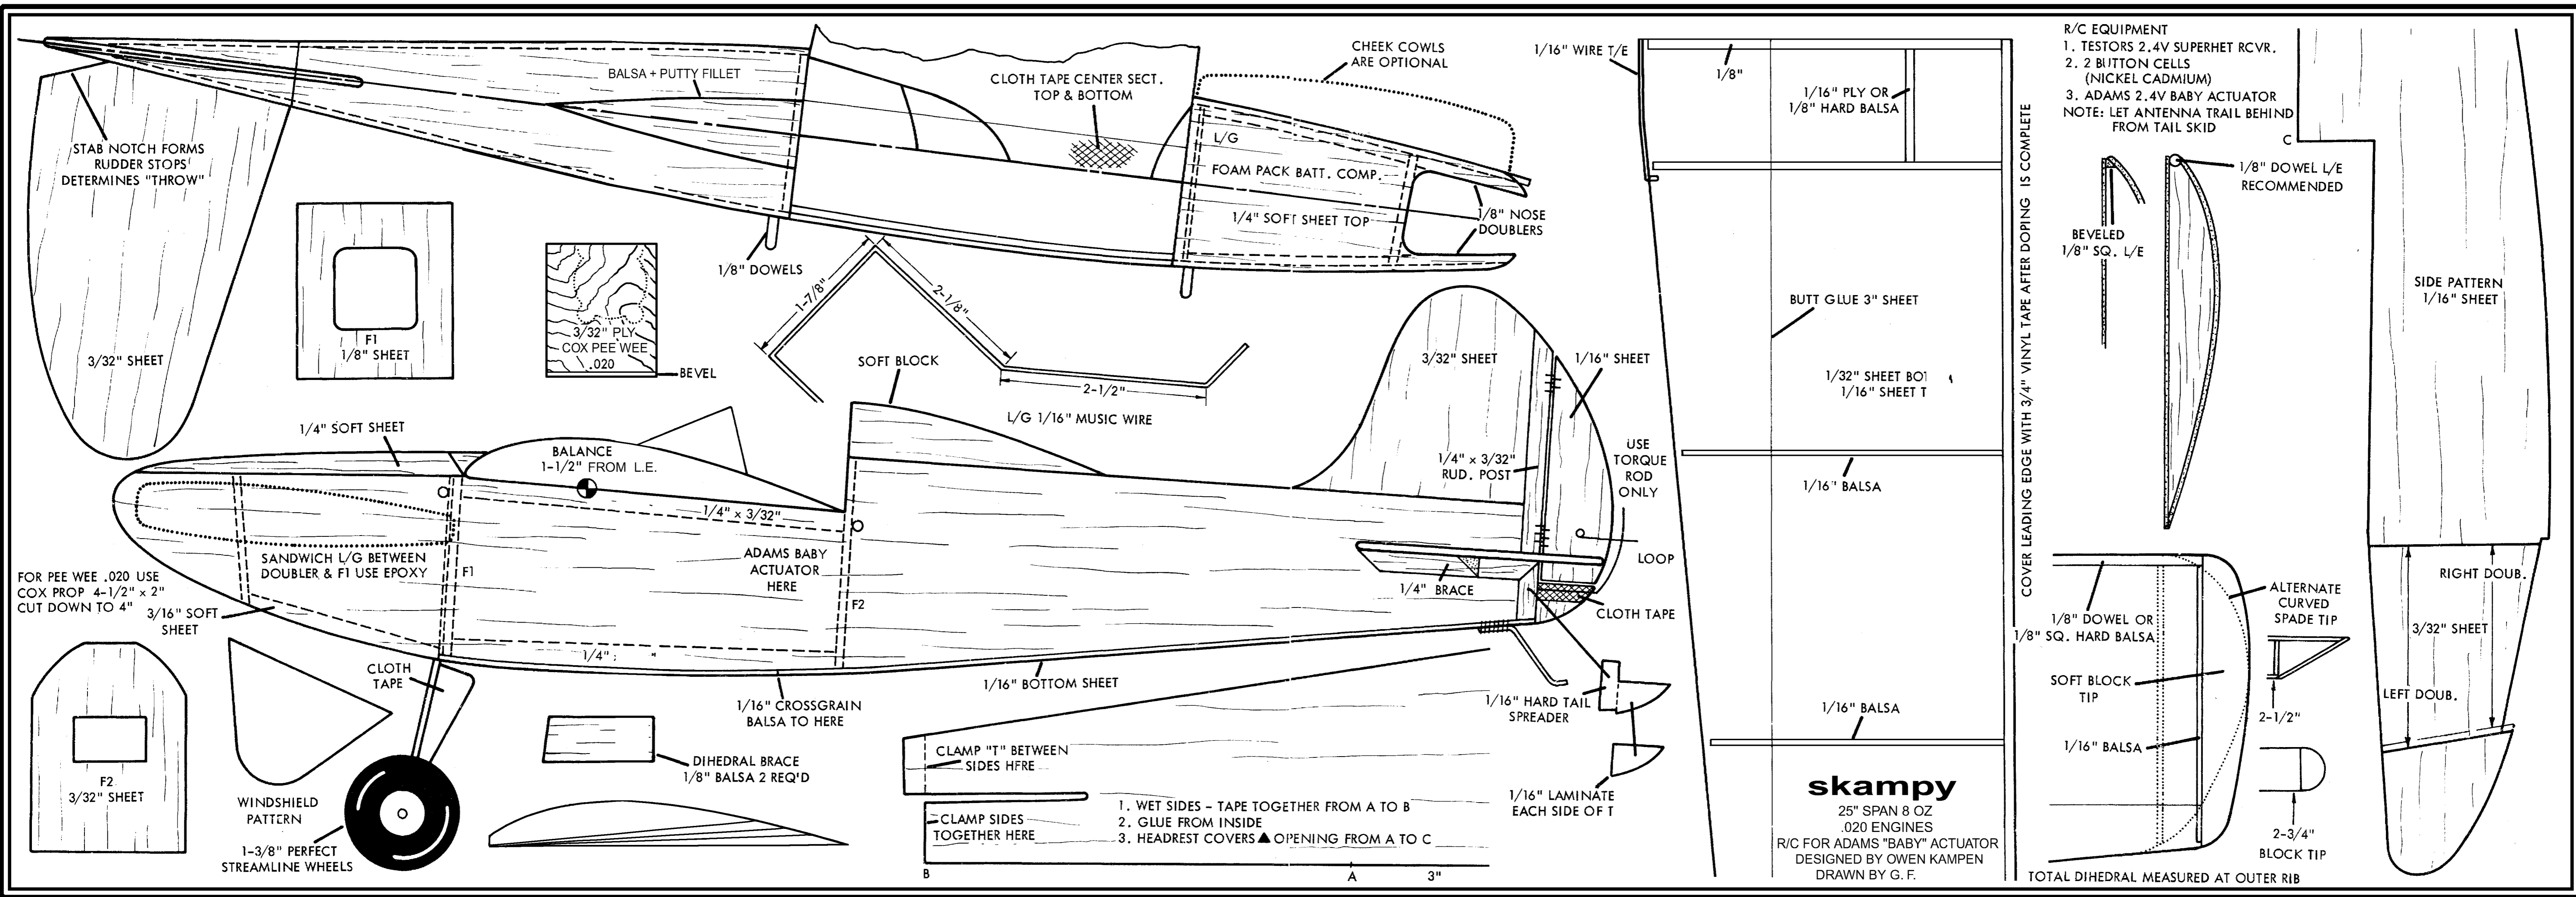 BALSA + PUTTY FILLET
CLOTH TAPE CENTER SECT.
TOP & BOTTOM
CHEEK COWLS
ARE OPTIONAL
STAB NOTCH FORMS
RUDDER STOPS
DETERMINES "THROW"
L/G
FOAM PACK BATT. COMP.
1/4" SOFT SHEET TOP
1/8" NOSE
DOUBLERS
1/8" DOWELS
3/32" SHEET
F1
1/8" SHEET
3/32" PLY
COX PEE WEE
.020
BEVEL
1-7/8"
2-1/8"
2-1/2"
L/G 1/16" MUSIC WIRE
SOFT BLOCK
1/4" SOFT SHEET
BALANCE
1-1/2" FROM L.E.
1/4" x 3/32"
SANDWICH L/G BETWEEN
DOUBLER & F1 USE EPOXY
F1
ADAMS BABY
ACTUATOR
HERE
F2
FOR PEE WEE .020 USE
COX PROP 4-1/2" x 2"
CUT DOWN TO 4"
3/16" SOFT
SHEET
1/4"
3/32" SHEET
1/16" SHEET
1/4" x 3/32"
RUD. POST
USE
TORQUE
ROD
ONLY
LOOP
1/4" BRACE
CLOTH TAPE
CLOTH
TAPE
1/16" CROSSGRAIN
BALSA TO HERE
1/16" BOTTOM SHEET
1/16" HARD TAIL
SPREADER
1/16" LAMINATE
EACH SIDE OF T
F2
3/32" SHEET
WINDSHIELD
PATTERN
1-3/8" PERFECT
STREAMLINE WHEELS
DIHEDRAL BRACE
1/8" BALSA 2 REQ'D
CLAMP "T" BETWEEN
SIDES HERE
CLAMP SIDES
TOGETHER HERE
1. WET SIDES - TAPE TOGETHER FROM A TO B
2. GLUE FROM INSIDE
3. HEADREST COVERS ▲ OPENING FROM A TO C
B
A
3"
1/16" WIRE T/E
1/8"
1/16" PLY OR
1/8" HARD BALSA
BUTT GLUE 3" SHEET
1/32" SHEET BOT
1/16" SHEET T
1/16" BALSA
1/16" BALSA
skampy
25" SPAN 8 OZ
.020 ENGINES
R/C FOR ADAMS "BABY" ACTUATOR
DESIGNED BY OWEN KAMPEN
DRAWN BY G. F.
COVER LEADING EDGE WITH 3/4" VINYL TAPE AFTER DOPING IS COMPLETE
R/C EQUIPMENT
1. TESTORS 2.4V SUPERHET RCVR.
2. 2 BUTTON CELLS
(NICKEL CADMIUM)
3. ADAMS 2.4V BABY ACTUATOR
NOTE: LET ANTENNA TRAIL BEHIND
FROM TAIL SKID
C
1/8" DOWEL L/E
RECOMMENDED
BEVELED
1/8" SQ. L/E
SIDE PATTERN
1/16" SHEET
RIGHT DOUB.
3/32" SHEET
LEFT DOUB.
1/8" DOWEL OR
1/8" SQ. HARD BALSA
ALTERNATE
CURVED
SPADE TIP
SOFT BLOCK
TIP
1/16" BALSA
2-1/2"
2-3/4"
BLOCK TIP
TOTAL DIHEDRAL MEASURED AT OUTER RIB